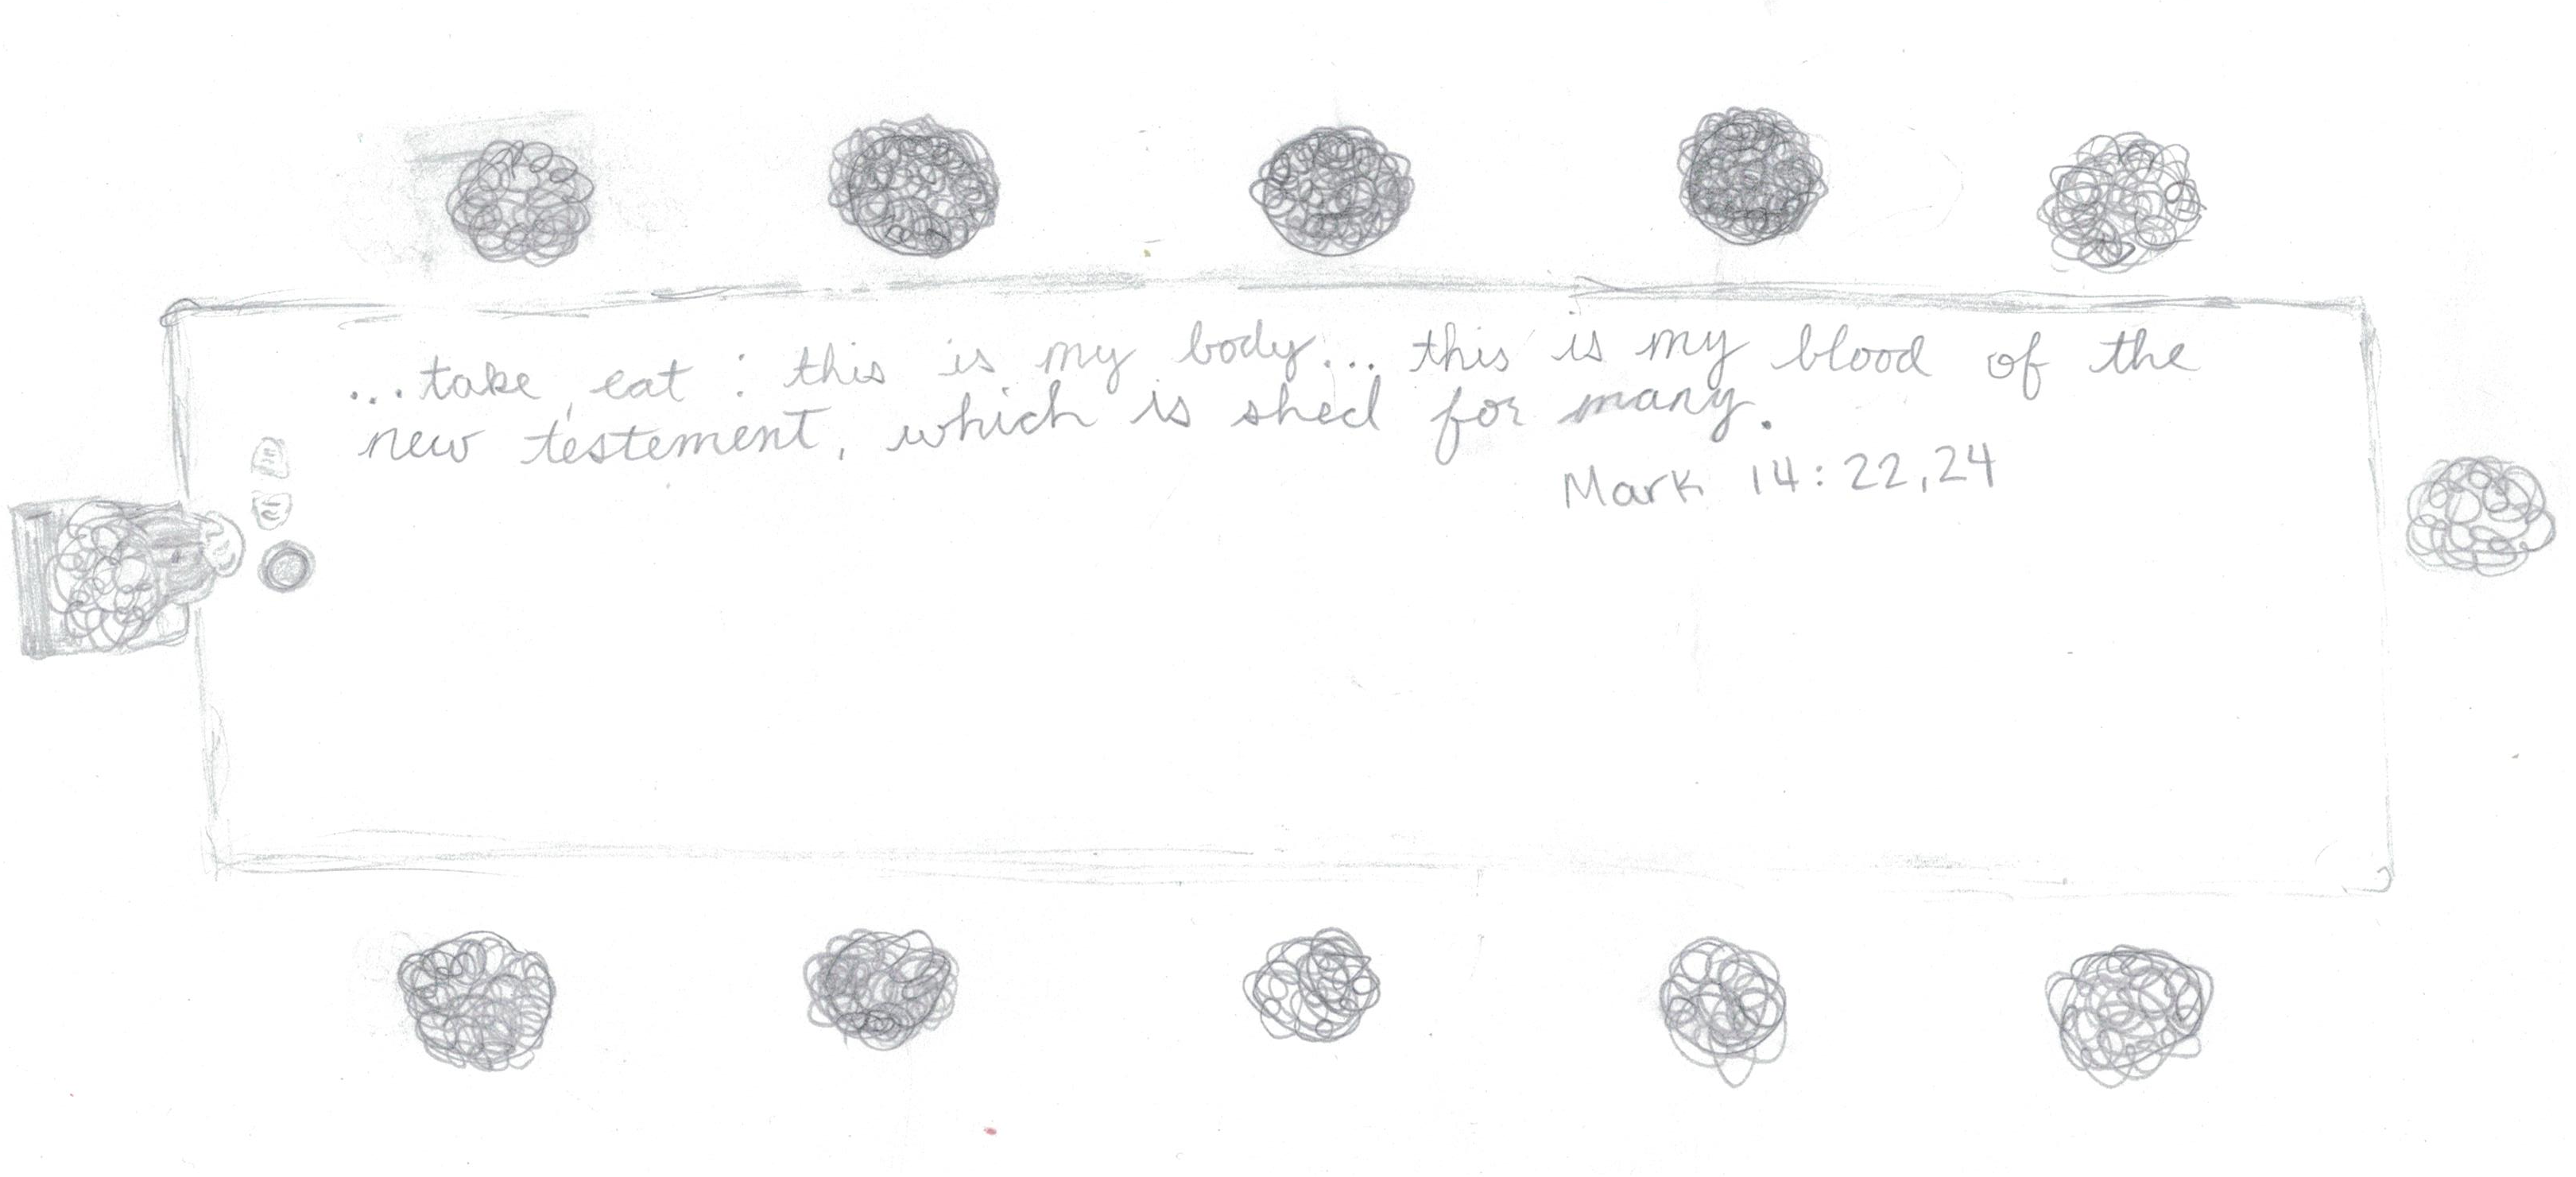 ...take, eat : this is my body... this is my blood of the
new testement, which is shed for many.
Mark 14:22,24